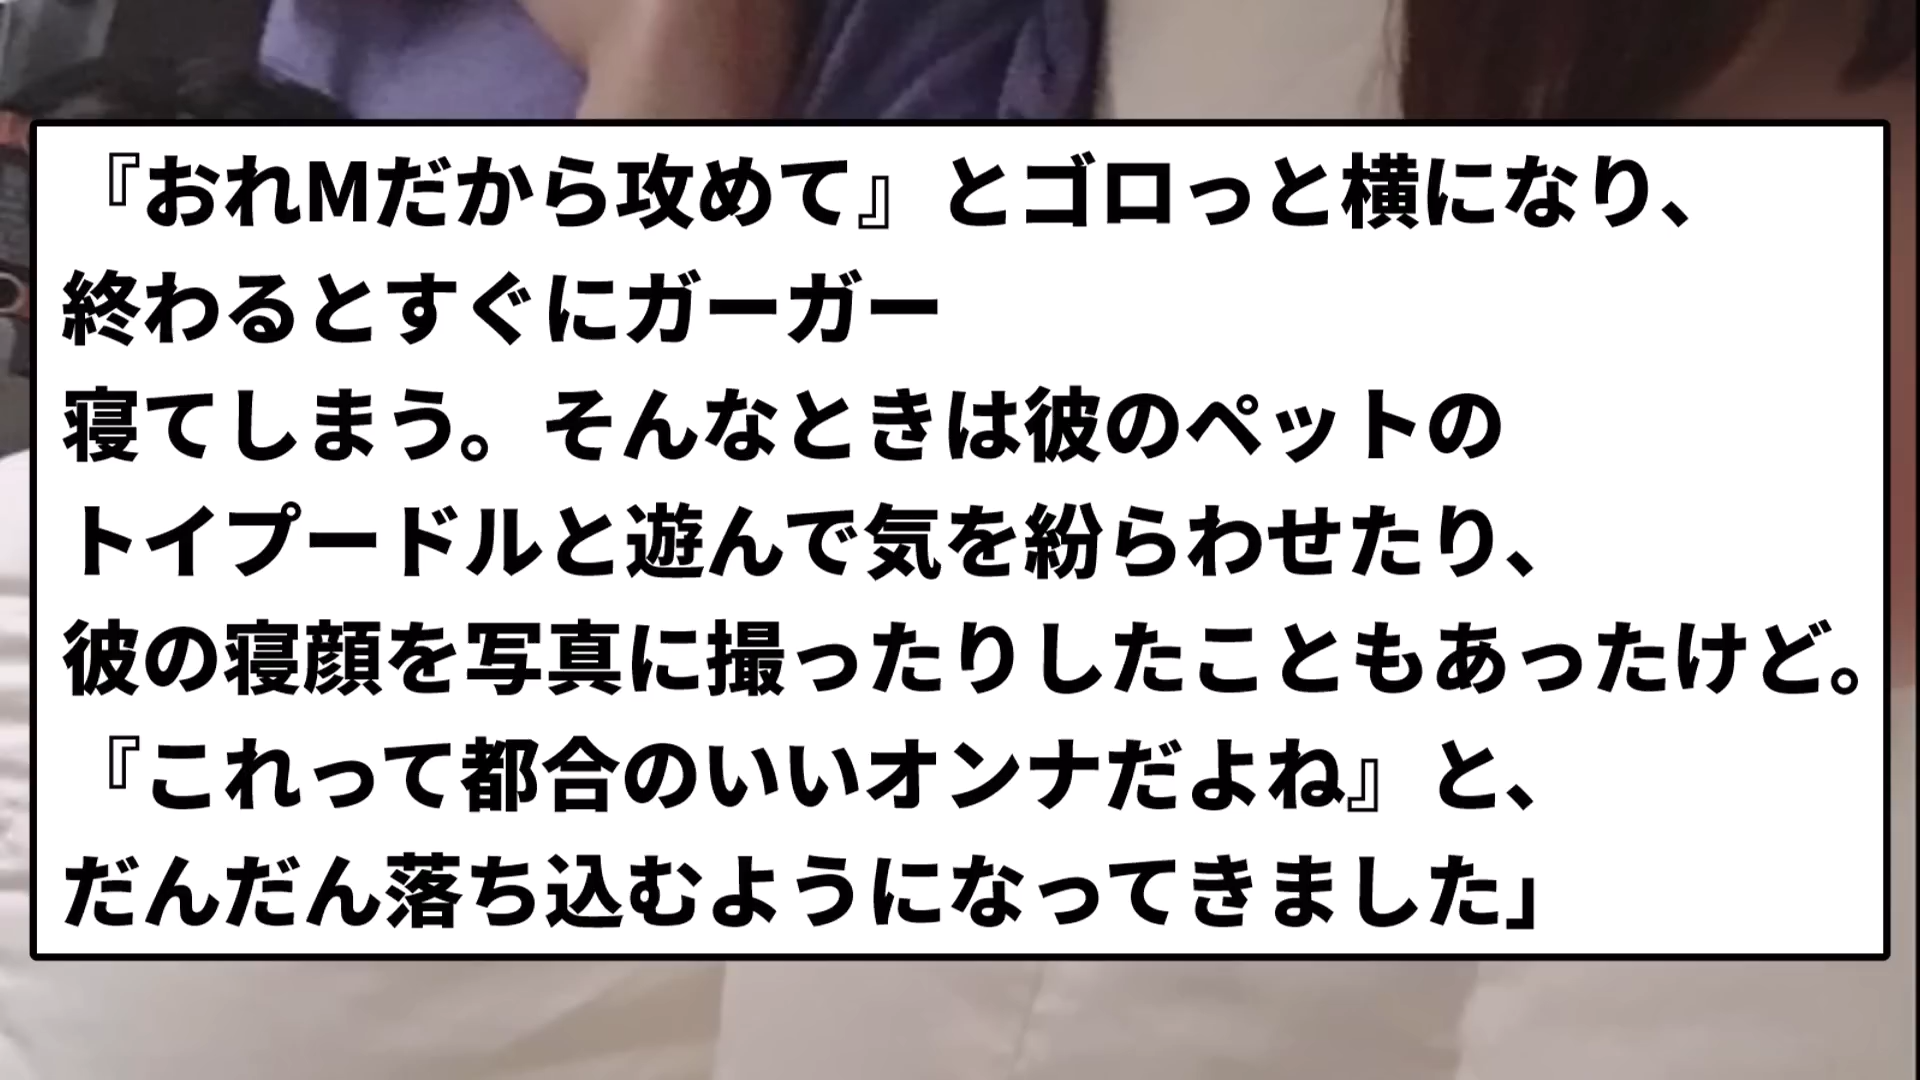 『おれMだから攻めて』とゴロっと横になり、
終わるとすぐにガーガー
寝てしまう。そんなときは彼のペットの
トイプードルと遊んで気を紛らわせたり、
彼の寝顔を写真に撮ったりしたこともあったけど。
『これって都合のいいオンナだよね』と、
だんだん落ち込むようになってきました」